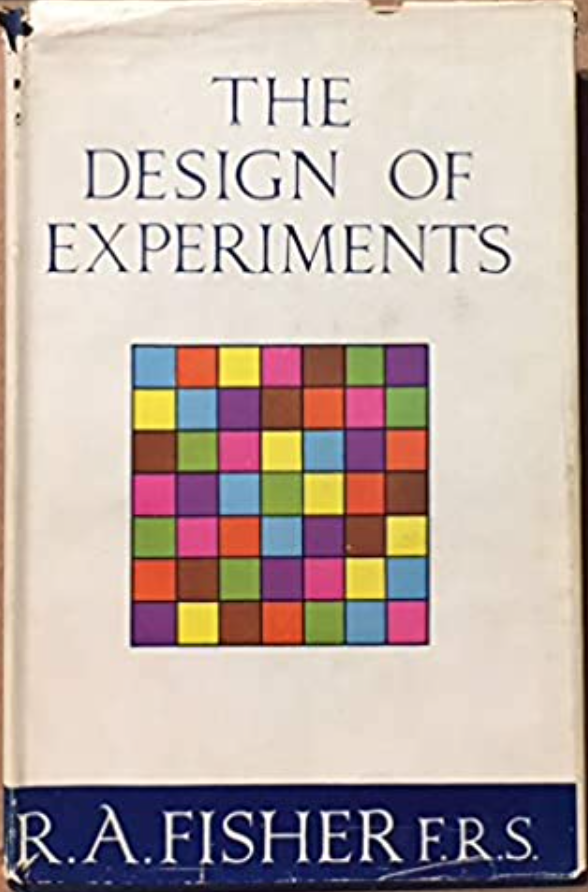 THE
DESIGN OF
EXPERIMENTS
R.A.FISHER F.R.S.